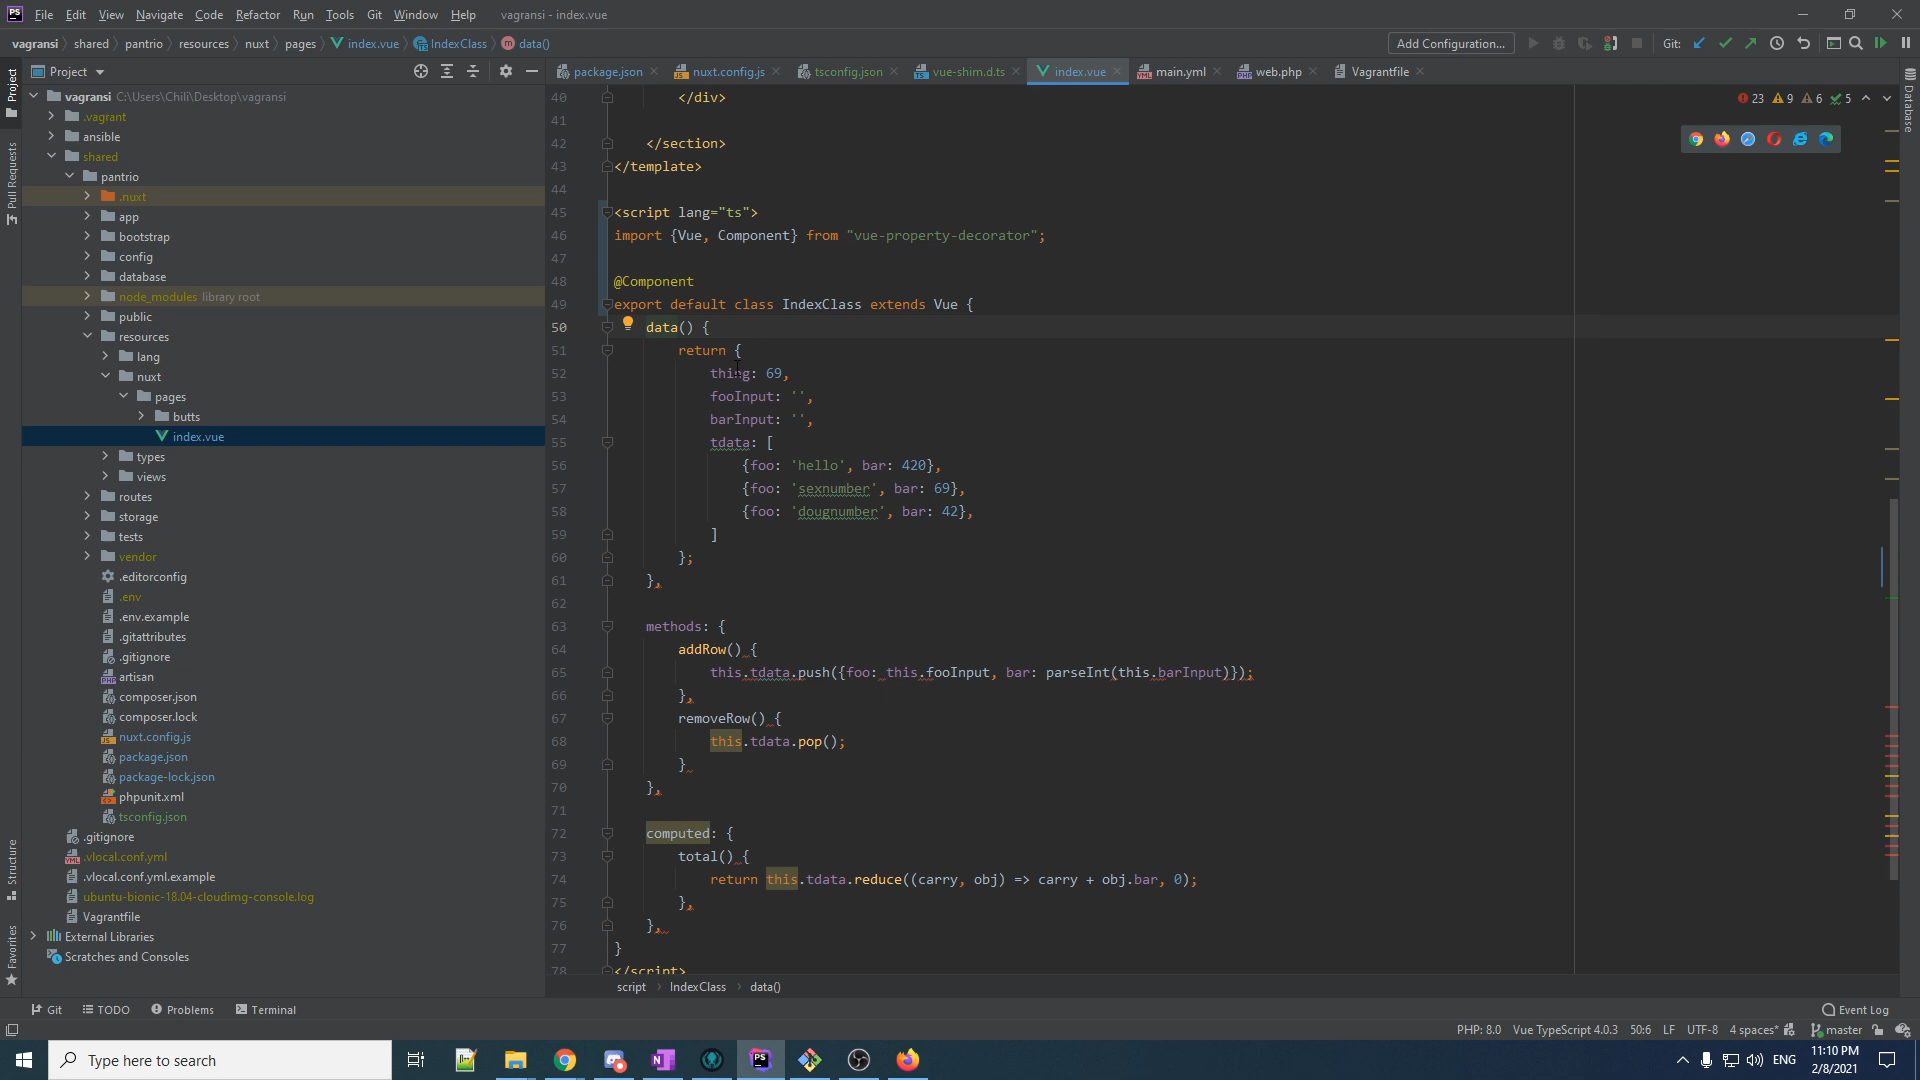 PS File Edit View Navigate Code Refactor Run Tools Git Window Help vagransi - index.vue
vagransi shared pantrio resources nuxt pages index.vue IndexClass data()
Add Configuration... Git:
Project
package.json nuxt.config.js tsconfig.json vue-shim.d.ts index.vue main.yml web.php Vagrantfile
Project
Pull Requests
Structure
Favorites
Database
vagransi C:\Users\Chili\Desktop\vagransi
.vagrant
ansible
shared
pantrio
.nuxt
app
bootstrap
config
database
node_modules library root
public
resources
lang
nuxt
pages
butts
index.vue
types
views
routes
storage
tests
vendor
.editorconfig
.env
.env.example
.gitattributes
.gitignore
artisan
composer.json
composer.lock
nuxt.config.js
package.json
package-lock.json
phpunit.xml
tsconfig.json
.gitignore
.vlocal.conf.yml
.vlocal.conf.yml.example
ubuntu-bionic-18.04-cloudimg-console.log
Vagrantfile
External Libraries
Scratches and Consoles
23 9 6 5
40 </div>
41
42 </section>
43 </template>
44
45 <script lang="ts">
46 import {Vue, Component} from "vue-property-decorator";
47
48 @Component
49 export default class IndexClass extends Vue {
50 data() {
51 return {
52 thing: 69,
53 fooInput: '',
54 barInput: '',
55 tdata: [
56 {foo: 'hello', bar: 420},
57 {foo: 'sexnumber', bar: 69},
58 {foo: 'dougnumber', bar: 42},
59 ]
60 };
61 },
62
63 methods: {
64 addRow() {
65 this.tdata.push({foo: this.fooInput, bar: parseInt(this.barInput)});
66 },
67 removeRow() {
68 this.tdata.pop();
69 }
70 },
71
72 computed: {
73 total() {
74 return this.tdata.reduce((carry, obj) => carry + obj.bar, 0);
75 },
76 },
77 }
78 </script>
script IndexClass data()
Git TODO Problems Terminal Event Log
PHP: 8.0 Vue TypeScript 4.0.3 50:6 LF UTF-8 4 spaces* master
Type here to search
ENG
11:10 PM
2/8/2021